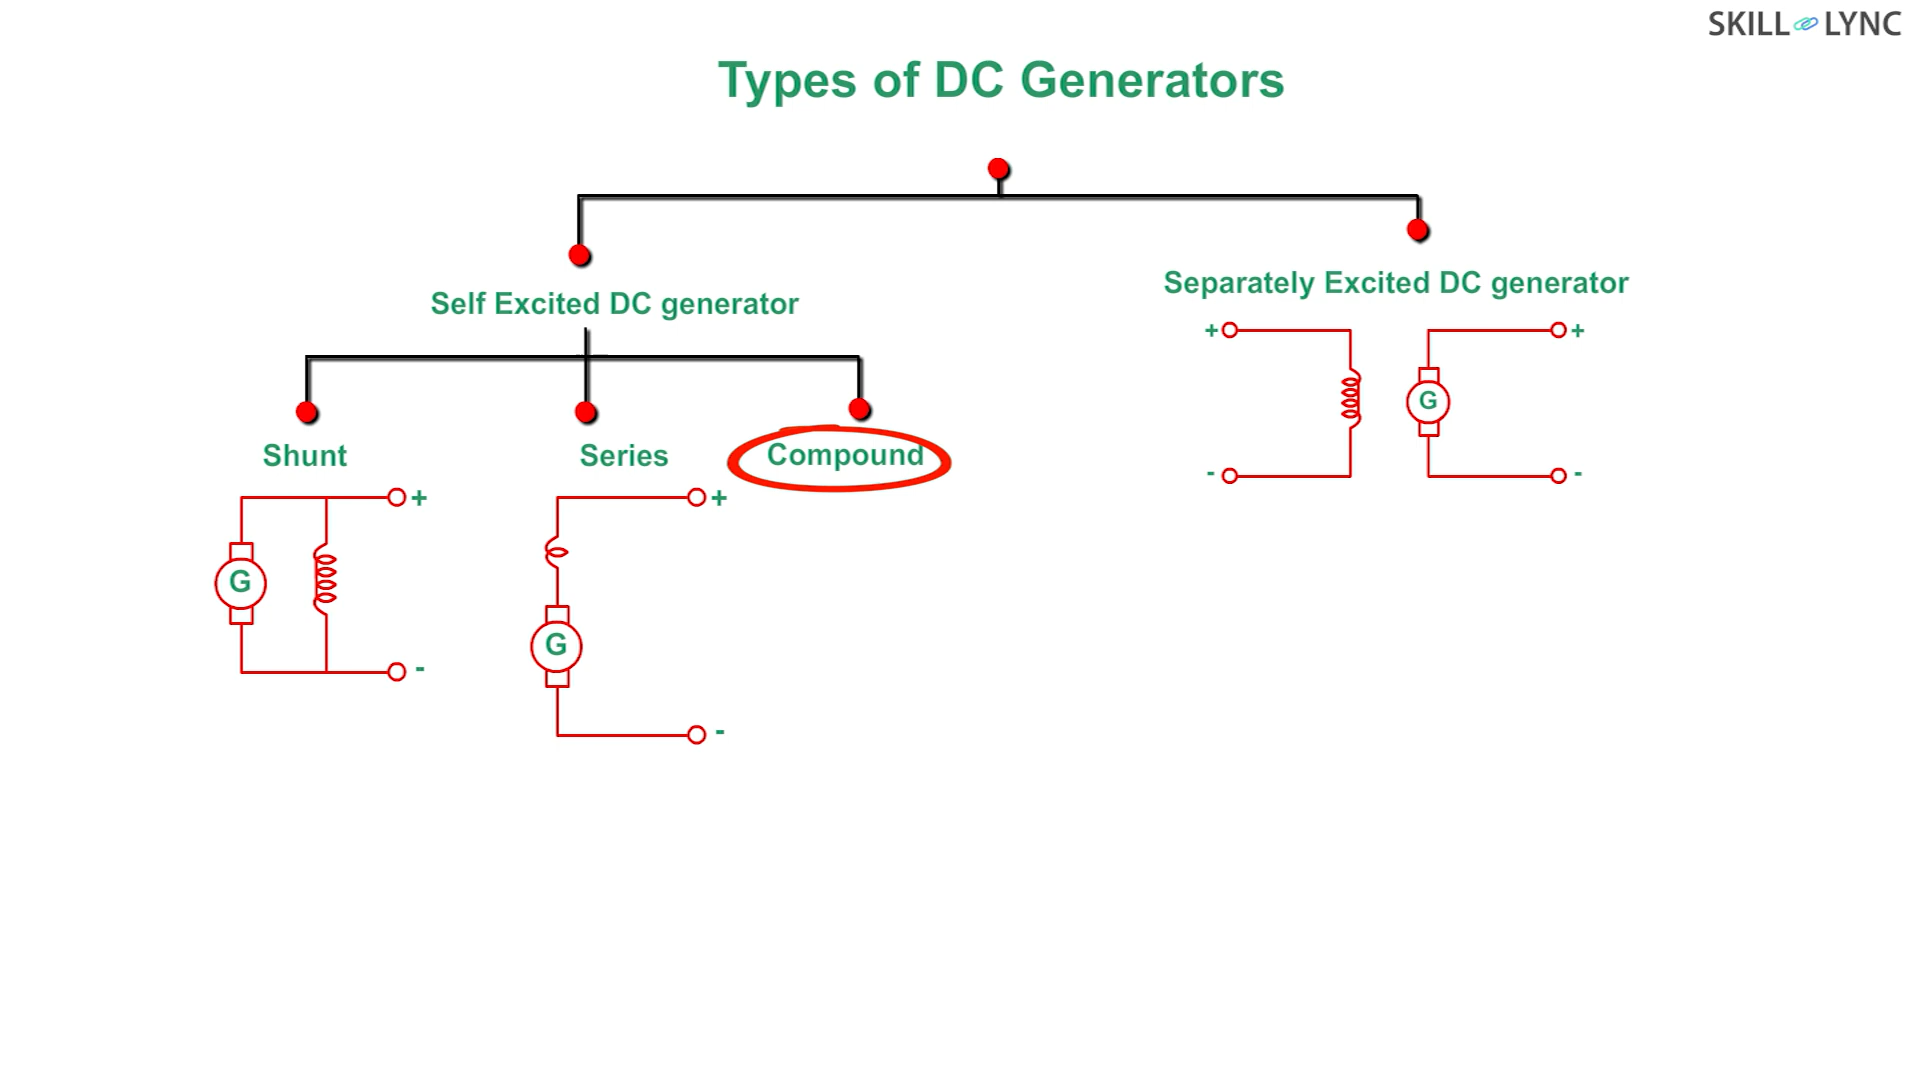 SKILL LYNC
Types of DC Generators
Self Excited DC generator
Separately Excited DC generator
+ +
G
- -
Shunt
Series
Compound
+
+
G
G
-
-